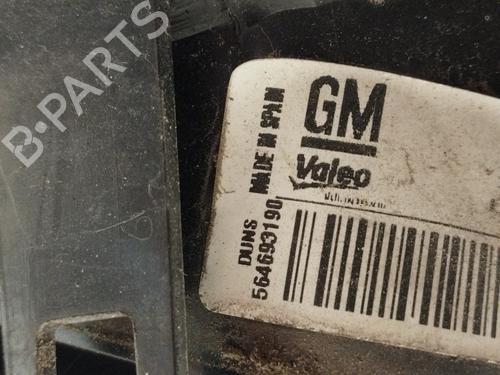 B-PARTS
GM
Valeo
MADE IN SPAIN
DUNS
564693190